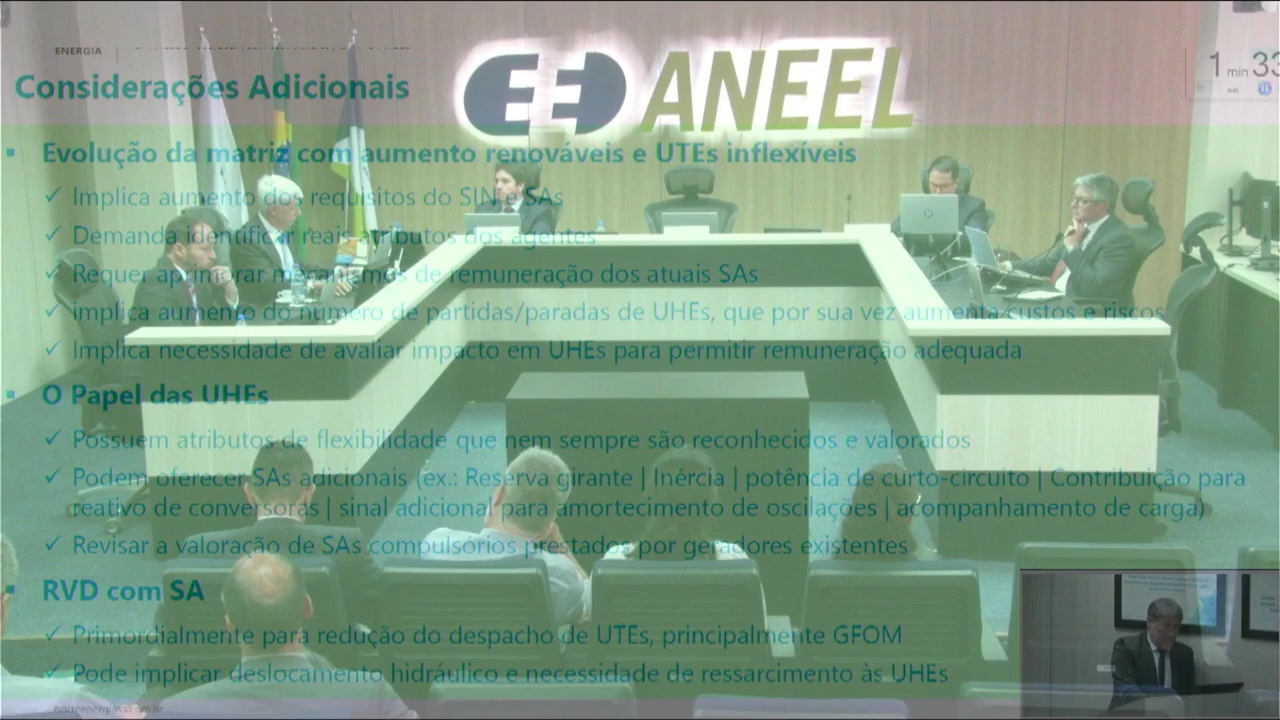 ENERGIA
ANEEL
1 min 33
min
Considerações Adicionais
Evolução da matriz com aumento renováveis e UTEs inflexíveis
✓ Implica aumento dos requisitos do SIN e SAs
✓ Demanda identificar reais atributos dos agentes
✓ Requer aprimorar mecanismos de remuneração dos atuais SAs
✓ implica aumento do número de partidas/paradas de UHEs, que por sua vez aumenta custos e riscos
✓ Implica necessidade de avaliar impacto em UHEs para permitir remuneração adequada
O Papel das UHEs
✓ Possuem atributos de flexibilidade que nem sempre são reconhecidos e valorados
✓ Podem oferecer SAs adicionais (ex.: Reserva girante | Inércia | potência de curto-circuito | Contribuição para
reativo de conversoras | sinal adicional para amortecimento de oscilações | acompanhamento de carga)
✓ Revisar a valoração de SAs compulsorios prestados por geradores existentes
RVD com SA
✓ Primordialmente para redução do despacho de UTEs, principalmente GFOM
✓ Pode implicar deslocamento hidráulico e necessidade de ressarcimento às UHEs
norteenergiasa.com.br